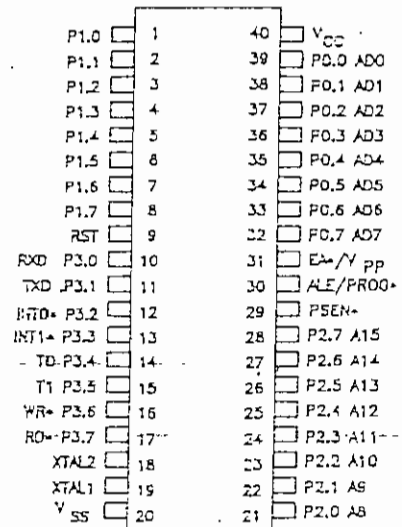 P1.0 1 40 VCC
P1.1 2 39 P0.0 AD0
P1.2 3 38 P0.1 AD1
P1.3 4 37 P0.2 AD2
P1.4 5 36 P0.3 AD3
P1.5 6 35 P0.4 AD4
P1.6 7 34 P0.5 AD5
P1.7 8 33 P0.6 AD6
RST 9 32 P0.7 AD7
RXD P3.0 10 31 EA*/VPP
TXD P3.1 11 30 ALE/PROG*
INT0* P3.2 12 29 PSEN*
INT1* P3.3 13 28 P2.7 A15
T0 P3.4 14 27 P2.6 A14
T1 P3.5 15 26 P2.5 A13
WR* P3.6 16 25 P2.4 A12
RD* P3.7 17 24 P2.3 A11
XTAL2 18 23 P2.2 A10
XTAL1 19 22 P2.1 A9
VSS 20 21 P2.0 A8